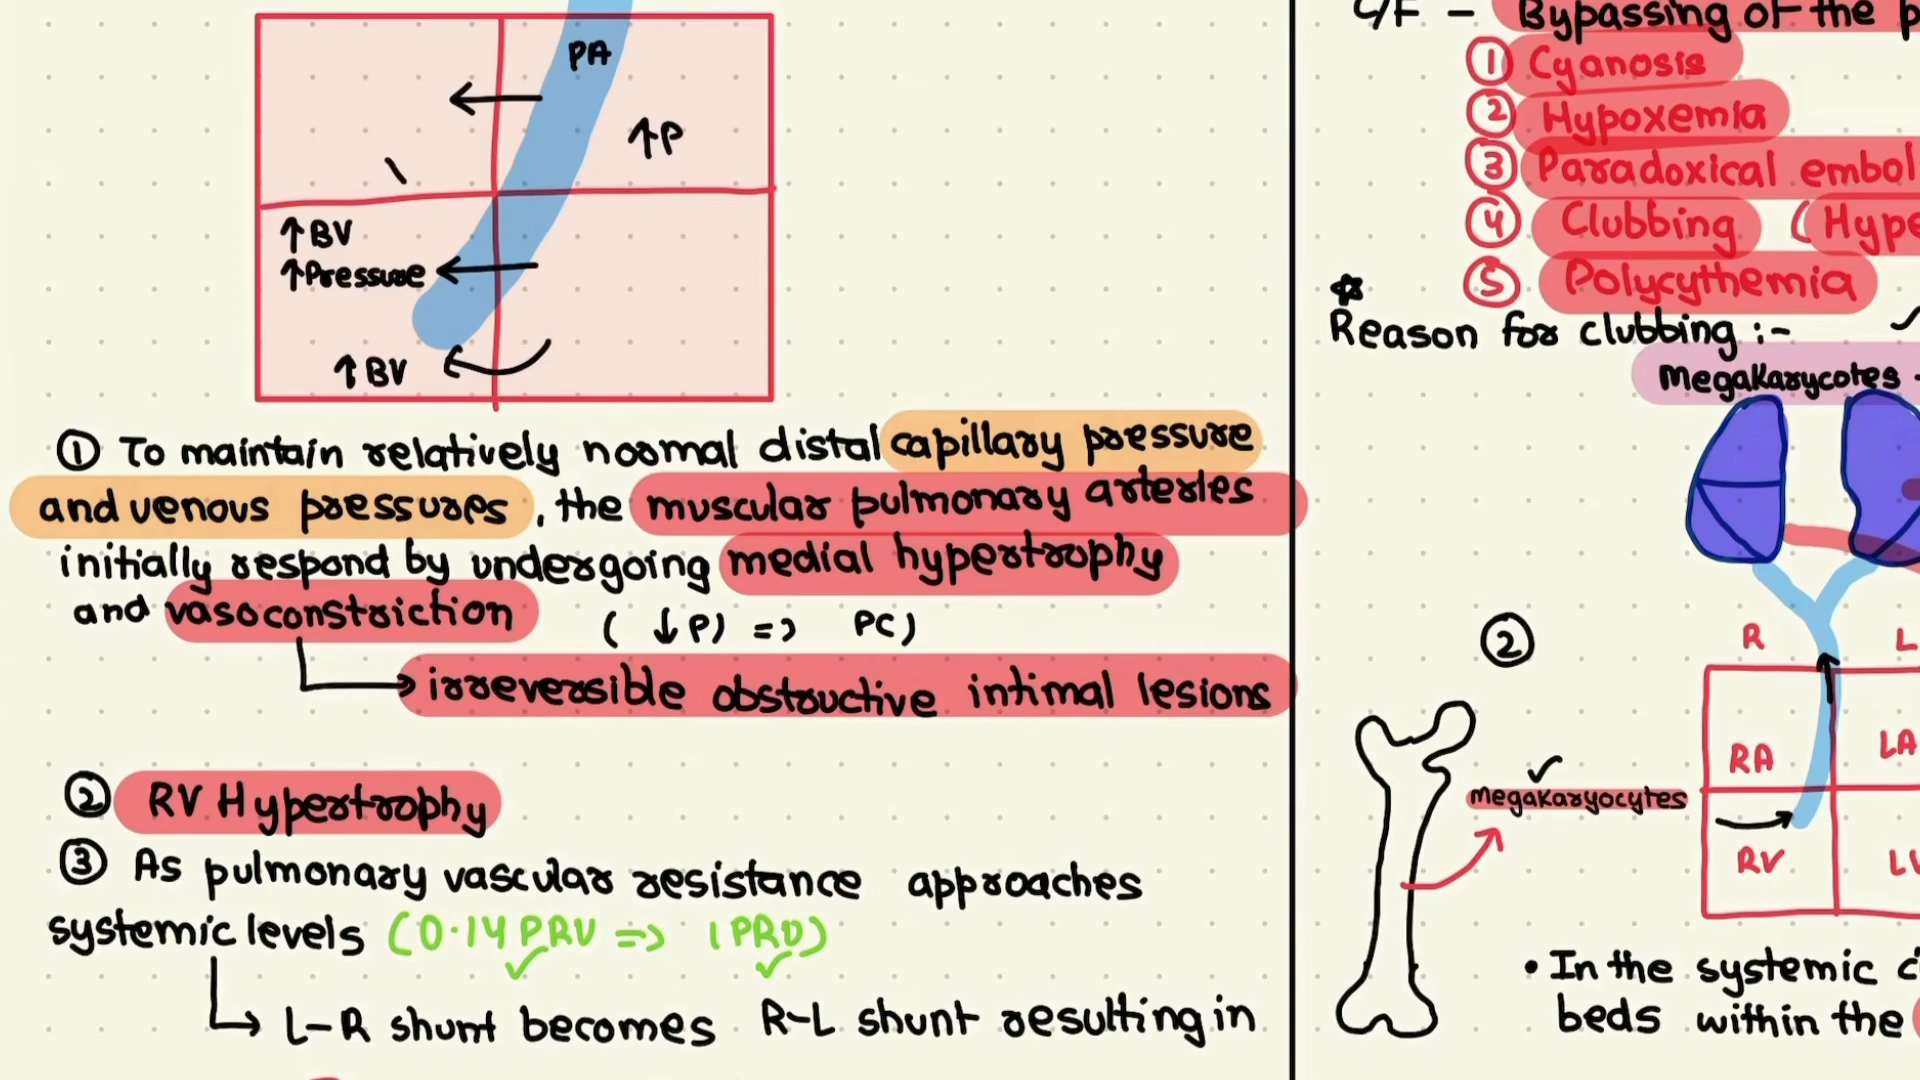 PA
↑P
↑BV
↑Pressure
↑BV
① To maintain relatively normal distal capillary pressure
and venous pressures, the muscular pulmonary arteries
initially respond by undergoing medial hypertrophy
and vasoconstriction ( ↓P) => PC)
irreversible obstructive intimal lesions
② RV Hypertrophy
③ As pulmonary vascular resistance approaches
systemic levels (0.14 PRU => 1 PRU)
L-R shunt becomes R-L shunt resulting in
C/F - Bypassing of the p
① Cyanosis
② Hypoxemia
③ Paradoxical embol
④ Clubbing (Hype
⑤ Polycythemia
Reason for clubbing :-
Megakarycotes
②
R L
RA LA
Megakaryocytes
RV LV
• In the systemic c
beds within the